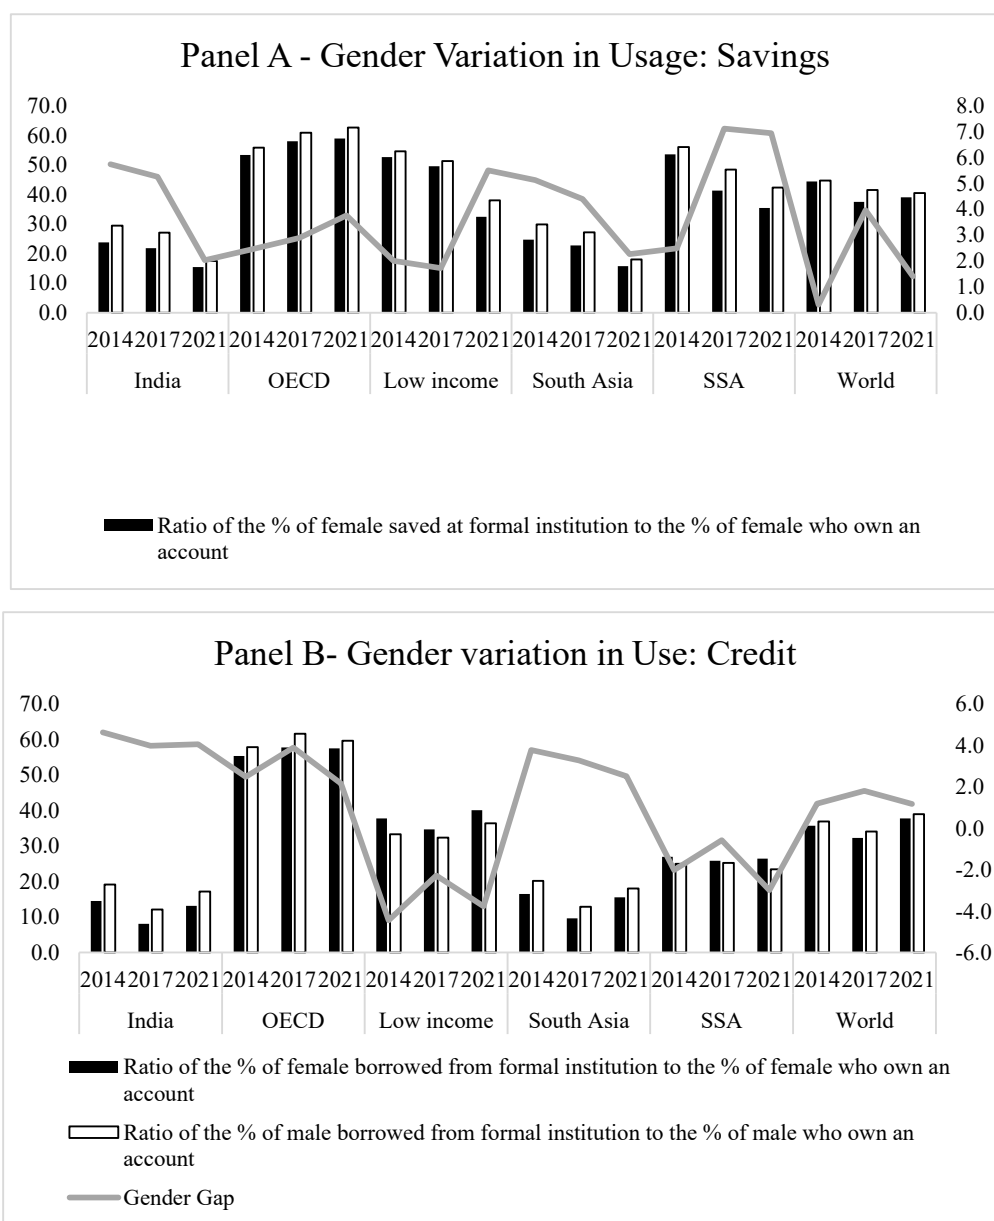 Panel A - Gender Variation in Usage: Savings
70.0
60.0
50.0
40.0
30.0
20.0
10.0
0.0
8.0
7.0
6.0
5.0
4.0
3.0
2.0
1.0
0.0
2014 2017 2021 2014 2017 2021 2014 2017 2021 2014 2017 2021 2014 2017 2021 2014 2017 2021
India OECD Low income South Asia SSA World
Ratio of the % of female saved at formal institution to the % of female who own an
account
Panel B- Gender variation in Use: Credit
70.0
60.0
50.0
40.0
30.0
20.0
10.0
0.0
6.0
4.0
2.0
0.0
-2.0
-4.0
-6.0
2014 2017 2021 2014 2017 2021 2014 2017 2021 2014 2017 2021 2014 2017 2021 2014 2017 2021
India OECD Low income South Asia SSA World
Ratio of the % of female borrowed from formal institution to the % of female who own an
account
Ratio of the % of male borrowed from formal institution to the % of male who own an
account
Gender Gap